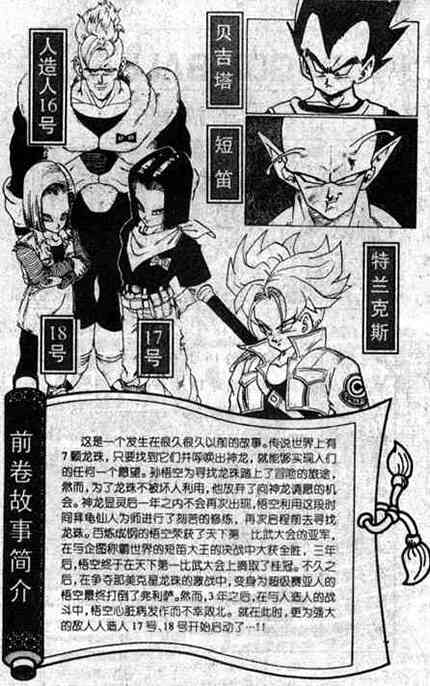 人造人16号
贝吉塔
短笛
特兰克斯
18号
17号
前卷故事简介
这是一个发生在很久很久以前的故事。传说世界上有
7颗龙珠，只要找到它们并呼唤出神龙，就能够实现人们
的任何一个愿望。孙悟空为寻找龙珠踏上了冒险的旅途，
然而，为了龙珠不被坏人利用，他放弃了向神龙请愿的机
会。神龙显灵后一年之内不会再次出现，悟空利用这段时
间拜龟仙人为师进行了刻苦的修炼，再次启程前去寻找
龙珠。百炼成钢的悟空荣获了天下第一比武大会的亚军，
在与企图称霸世界的短笛大王的决战中大获全胜，三年
后，悟空终于在天下第一比武大会上摘取了桂冠。不久之
后，在争夺那美克星龙珠的激战中，变身为超级赛亚人的
悟空最终打倒了弗利萨。然而，3年之后，在与人造人的战
斗中，悟空心脏病发作而不幸败北。就在此时，更为强大
的敌人人造人17号、18号开始启动了…!!